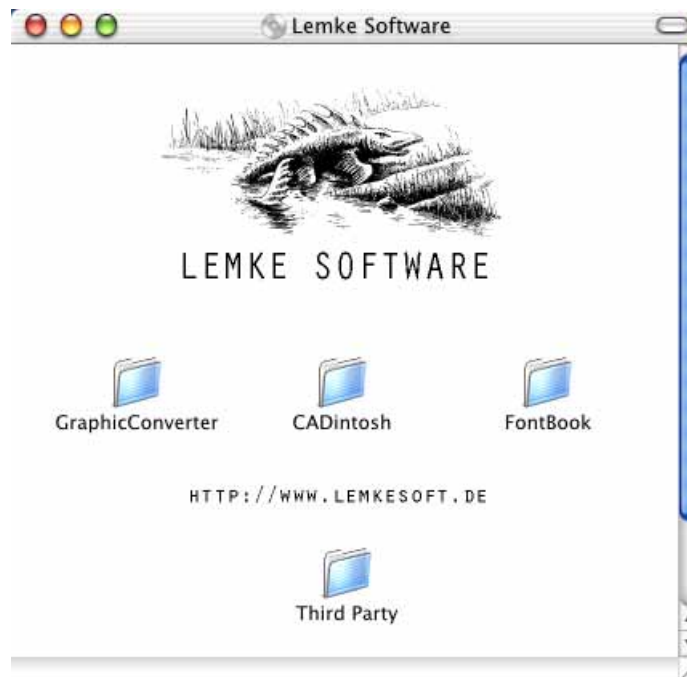 Lemke Software
LEMKE SOFTWARE
GraphicConverter CADintosh FontBook
HTTP://WWW.LEMKESOFT.DE
Third Party